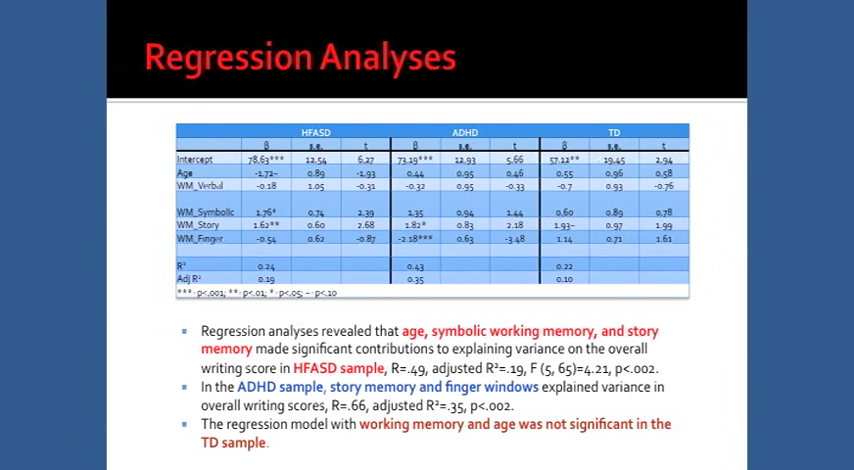 Regression Analyses
HFASD ADHD TD
β s.e. t β s.e. t β s.e. t
Intercept 78.63*** 12.54 6.27 73.19*** 12.93 5.66 57.12** 19.45 2.94
Age -1.72~ 0.89 -1.93 0.44 0.95 0.46 0.55 0.96 0.58
WM_Verbal -0.18 1.05 -0.31 -0.32 0.95 -0.33 -0.7 0.93 -0.76
WM_Symbolic 1.76* 0.74 2.39 1.35 0.94 1.44 0.60 0.89 0.78
WM_Story 1.62** 0.60 2.68 1.82* 0.83 2.18 1.93~ 0.97 1.99
WM_Finger -0.54 0.62 -0.87 -2.18*** 0.63 -3.48 1.14 0.71 1.61
R² 0.24 0.43 0.22
Adj R² 0.19 0.35 0.10
***-p<.001; **-p<.01; *-p<.05; ~-p<.10
Regression analyses revealed that age, symbolic working memory, and story
memory made significant contributions to explaining variance on the overall
writing score in HFASD sample, R=.49, adjusted R²=.19, F (5, 65)=4.21, p<.002.
In the ADHD sample, story memory and finger windows explained variance in
overall writing scores, R=.66, adjusted R²=.35, p<.002.
The regression model with working memory and age was not significant in the
TD sample.